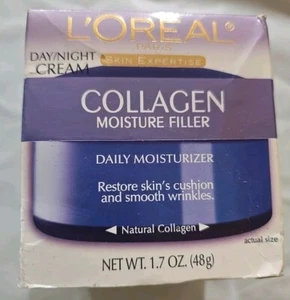 L'OREAL
PARIS
DAY/NIGHT
CREAM
SKIN EXPERTISE
COLLAGEN
MOISTURE FILLER
DAILY MOISTURIZER
Restore skin's cushion
and smooth wrinkles.
◀ Natural Collagen ▶
actual size
NET WT. 1.7 OZ. (48g)